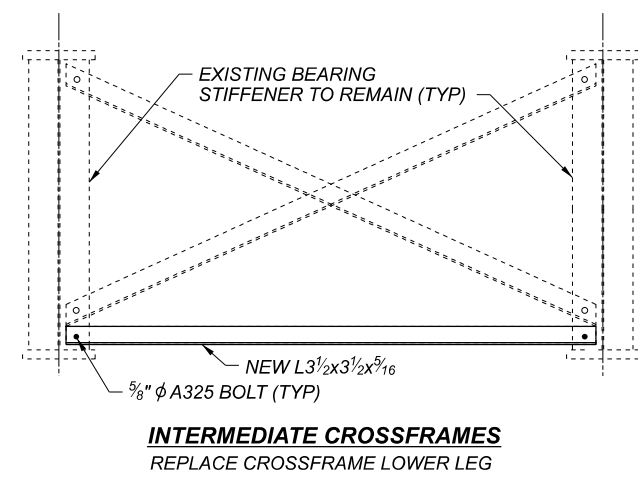 EXISTING BEARING
STIFFENER TO REMAIN (TYP)
NEW L3½x3½x5⁄16
⅝" ϕ A325 BOLT (TYP)
INTERMEDIATE CROSSFRAMES
REPLACE CROSSFRAME LOWER LEG